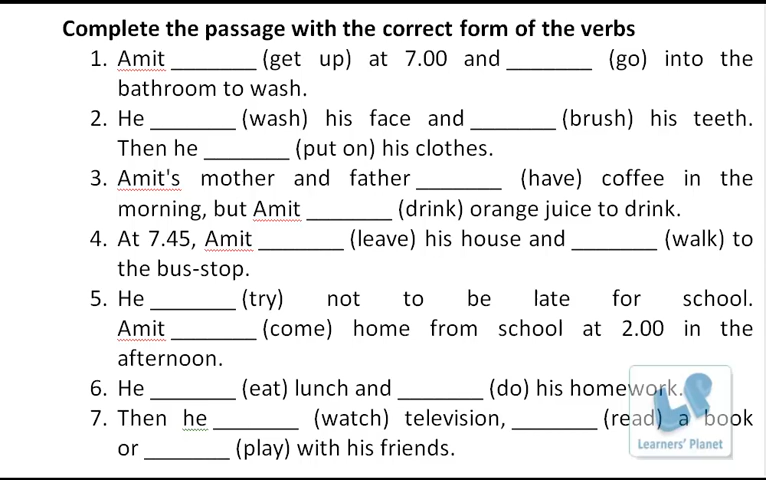 Complete the passage with the correct form of the verbs
1. Amit ________ (get up) at 7.00 and ________ (go) into the
bathroom to wash.
2. He ________ (wash) his face and ________ (brush) his teeth.
Then he ________ (put on) his clothes.
3. Amit's mother and father ________ (have) coffee in the
morning, but Amit ________ (drink) orange juice to drink.
4. At 7.45, Amit ________ (leave) his house and ________ (walk) to
the bus-stop.
5. He ________ (try) not to be late for school.
Amit ________ (come) home from school at 2.00 in the
afternoon.
6. He ________ (eat) lunch and ________ (do) his homework.
7. Then he ________ (watch) television, ________ (read) a book
or ________ (play) with his friends.
LP
Learners' Planet